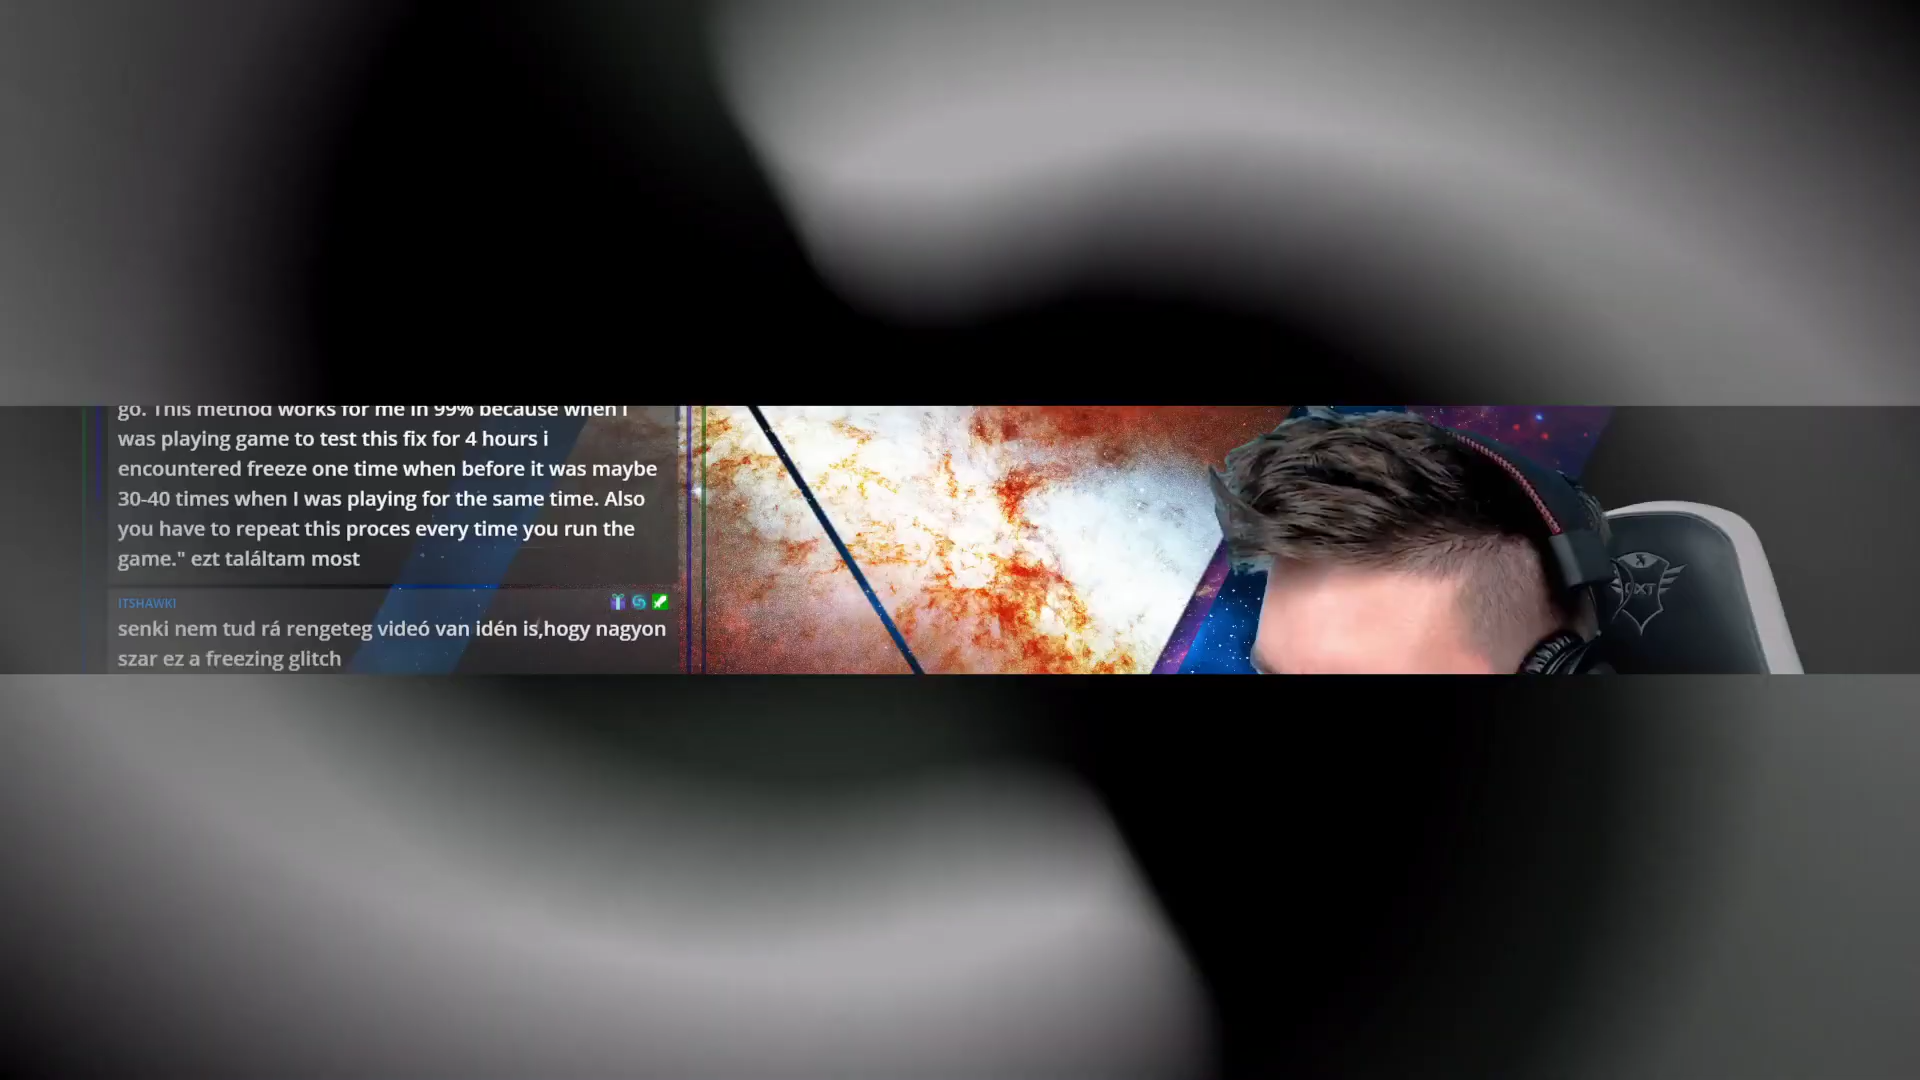 go. This method works for me in 99% because when I
was playing game to test this fix for 4 hours i
encountered freeze one time when before it was maybe
30-40 times when I was playing for the same time. Also
you have to repeat this proces every time you run the
game." ezt találtam most
ITSHAWKI
senki nem tud rá rengeteg videó van idén is,hogy nagyon
szar ez a freezing glitch
GXT